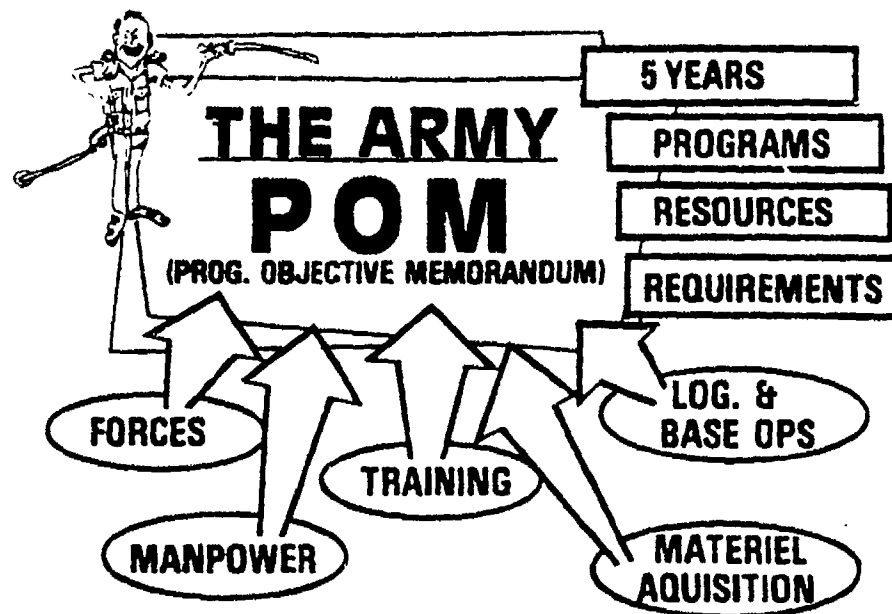 5 YEARS
THE ARMY
PROGRAMS
POM
RESOURCES
(PROG. OBJECTIVE MEMORANDUM)
REQUIREMENTS
FORCES
LOG. &
BASE OPS
TRAINING
MANPOWER
MATERIEL
AQUISITION